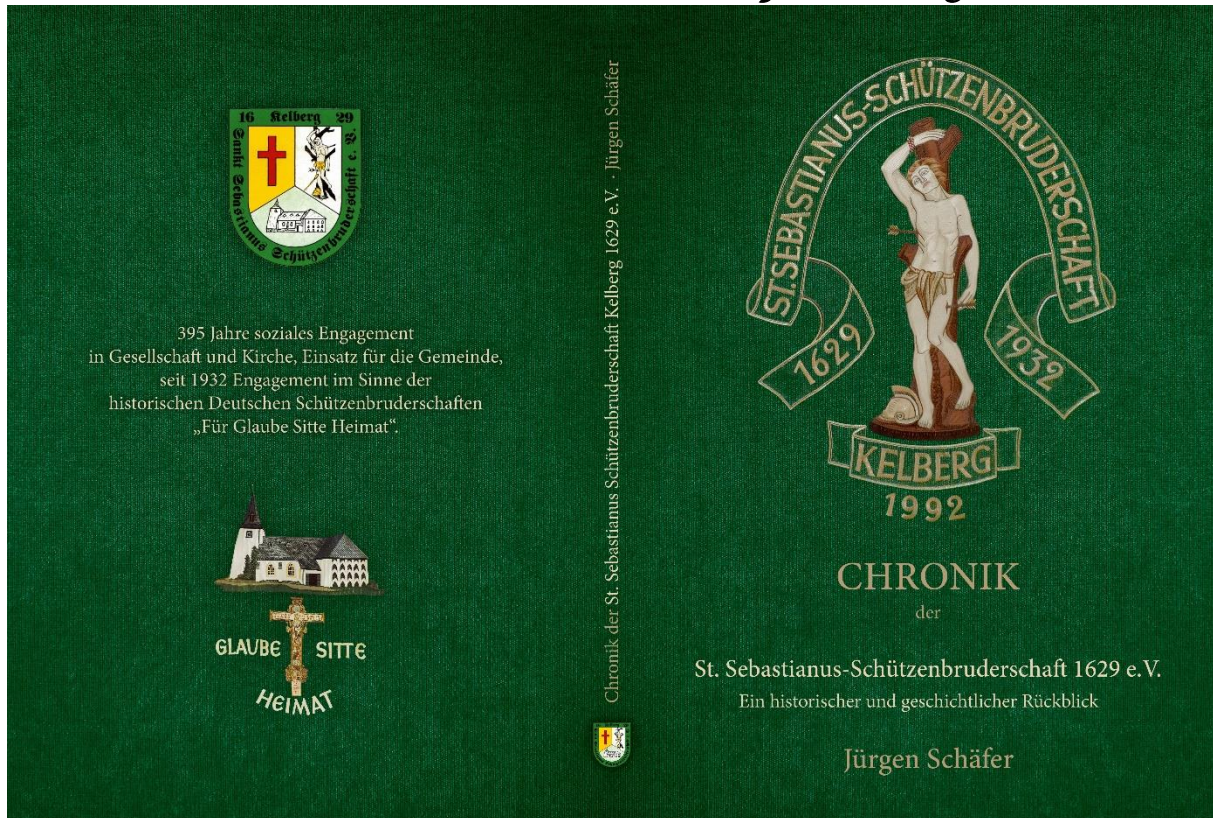 16 Kelberg 29
Sankt Sebastianus Schützenbruderschaft e. V.
395 Jahre soziales Engagement
in Gesellschaft und Kirche, Einsatz für die Gemeinde,
seit 1932 Engagement im Sinne der
historischen Deutschen Schützenbruderschaften
„Für Glaube Sitte Heimat“.
GLAUBE SITTE
HEIMAT
Chronik der St. Sebastianus Schützenbruderschaft Kelberg 1629 e.V. · Jürgen Schäfer
ST. SEBASTIANUS-SCHÜTZENBRUDERSCHAFT
1629 1932
KELBERG
1992
CHRONIK
der
St. Sebastianus-Schützenbruderschaft 1629 e.V.
Ein historischer und geschichtlicher Rückblick
Jürgen Schäfer